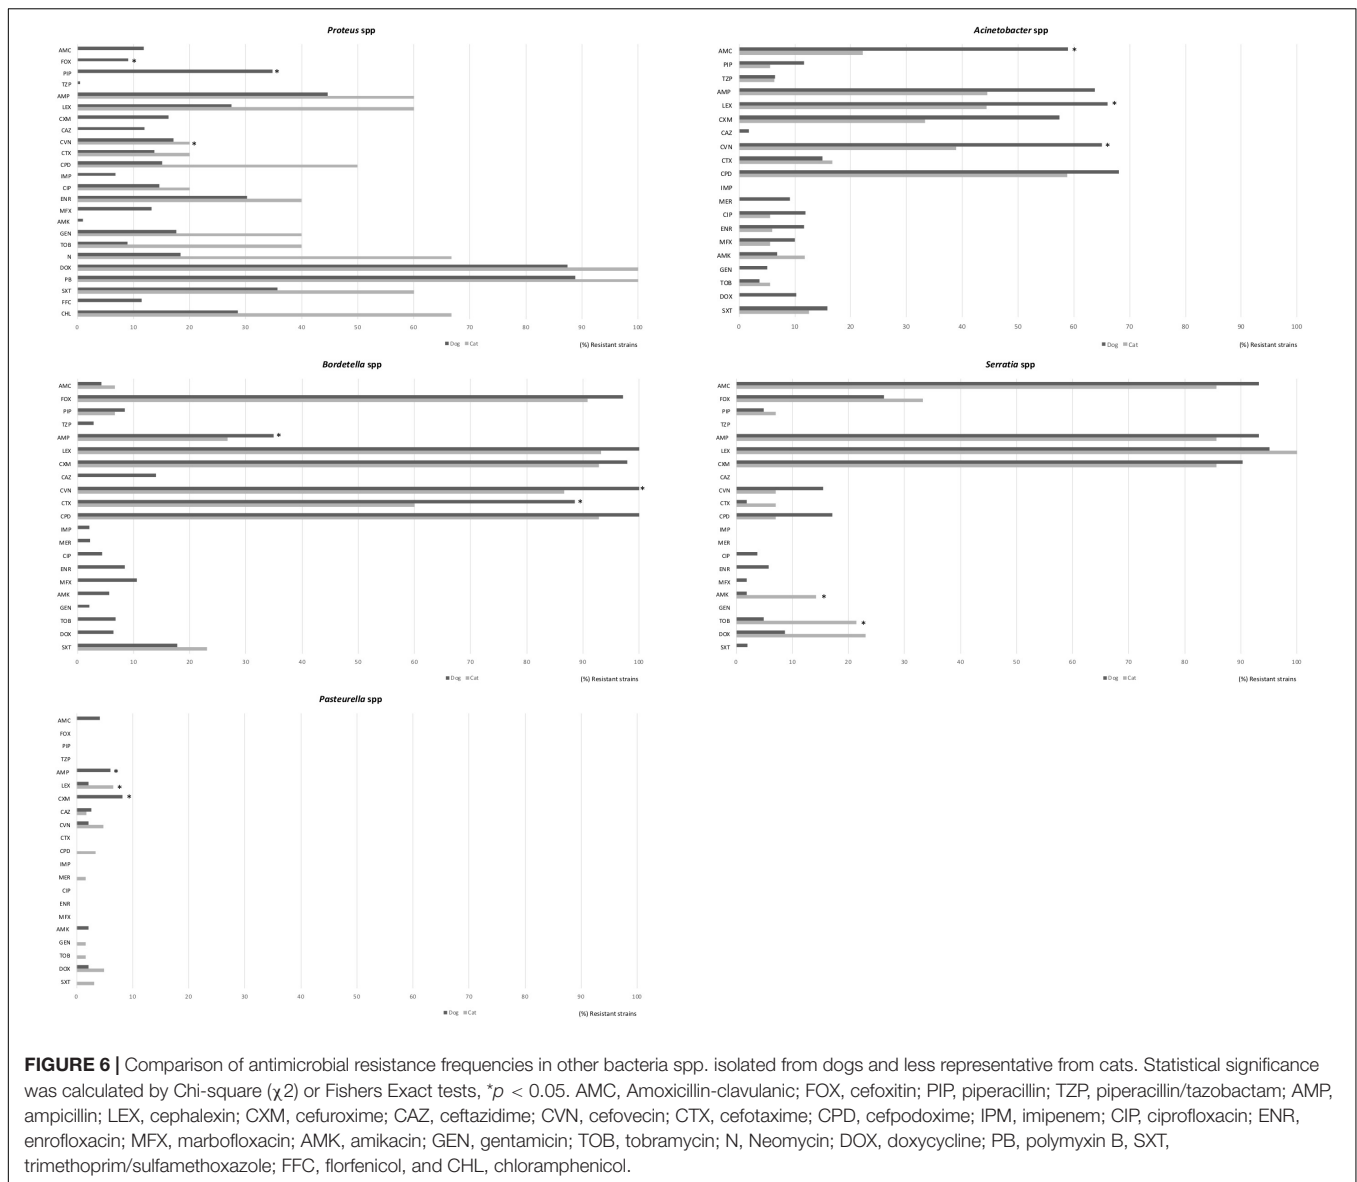 Proteus spp
AMC
FOX
*
PIP
*
TZP
AMP
LEX
CXM
CAZ
CVN
*
CTX
CPD
IMP
CIP
ENR
MFX
AMK
GEN
TOB
N
DOX
PB
SXT
FFC
CHL
0 10 20 30 40 50 60 70 80 90 100
Dog Cat (%) Resistant strains
Acinetobacter spp
AMC
*
PIP
TZP
AMP
LEX
*
CXM
CAZ
CVN
*
CTX
CPD
IMP
MER
CIP
ENR
MFX
AMK
GEN
TOB
DOX
SXT
0 10 20 30 40 50 60 70 80 90 100
Dog Cat (%) Resistant strains
Bordetella spp
AMC
FOX
PIP
TZP
AMP
*
LEX
CXM
CAZ
CVN
*
CTX
*
CPD
IMP
MER
CIP
ENR
MFX
AMK
GEN
TOB
DOX
SXT
0 10 20 30 40 50 60 70 80 90 100
Dog Cat (%) Resistant strains
Serratia spp
AMC
FOX
PIP
TZP
AMP
LEX
CXM
CAZ
CVN
CTX
CPD
IMP
MER
CIP
ENR
MFX
AMK
*
GEN
TOB
*
DOX
SXT
0 10 20 30 40 50 60 70 80 90 100
Dog Cat (%) Resistant strains
Pasteurella spp
AMC
FOX
PIP
TZP
AMP
*
LEX
*
CXM
*
CAZ
CVN
CTX
CPD
IMP
MER
CIP
ENR
MFX
AMK
GEN
TOB
DOX
SXT
0 10 20 30 40 50 60 70 80 90 100
Dog Cat (%) Resistant strains
FIGURE 6 | Comparison of antimicrobial resistance frequencies in other bacteria spp. isolated from dogs and less representative from cats. Statistical significance
was calculated by Chi-square (χ2) or Fishers Exact tests, *p < 0.05. AMC, Amoxicillin-clavulanic; FOX, cefoxitin; PIP, piperacillin; TZP, piperacillin/tazobactam; AMP,
ampicillin; LEX, cephalexin; CXM, cefuroxime; CAZ, ceftazidime; CVN, cefovecin; CTX, cefotaxime; CPD, cefpodoxime; IPM, imipenem; CIP, ciprofloxacin; ENR,
enrofloxacin; MFX, marbofloxacin; AMK, amikacin; GEN, gentamicin; TOB, tobramycin; N, Neomycin; DOX, doxycycline; PB, polymyxin B, SXT,
trimethoprim/sulfamethoxazole; FFC, florfenicol, and CHL, chloramphenicol.